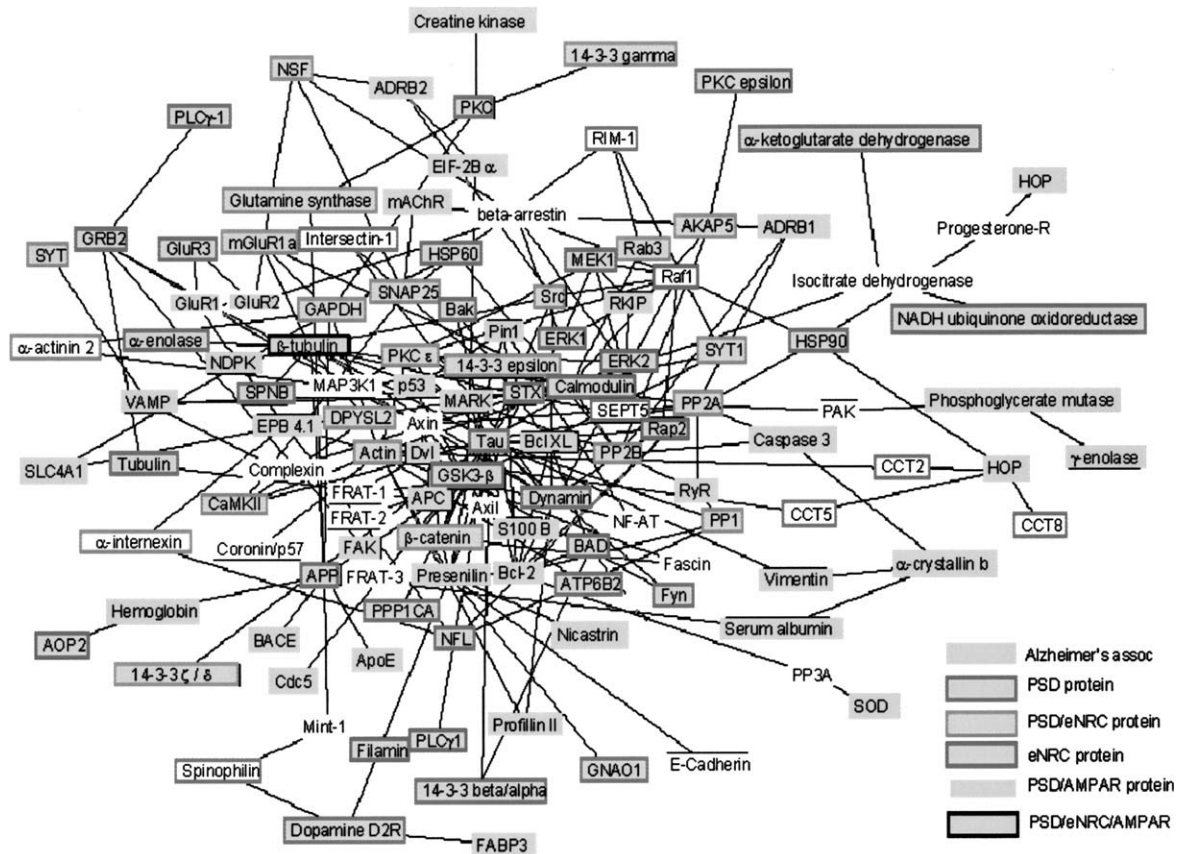 Creatine kinase
14-3-3 gamma
NSF
ADRB2
PKC epsilon
PKC
PLCγ-1
RIM-1
α-ketoglutarate dehydrogenase
EIF-2B α
HOP
Glutamine synthase
mAChR
beta-arrestin
Progesterone-R
AKAP5
ADRB1
SYT
GRB2
GluR3
mGluR1a
Intersectin-1
HSP60
MEK1
Rab3
Raf1
Isocitrate dehydrogenase
GluR1
GluR2
GAPDH
SNAP25
Bak
Src
RKIP
NADH ubiquinone oxidoreductase
α-actinin 2
α-enolase
β-tubulin
Pin1
ERK1
ERK2
SYT1
HSP90
NDPK
PKC ε
14-3-3 epsilon
MAP3K1
p53
VAMP
SPNB
MARK
STX
Calmodulin
SEPT5
PP2A
PAK
Phosphoglycerate mutase
EPB 4.1
DPYSL2
Axin
Tau
Bcl XL
Rap2
Caspase 3
γ enolase
SLC4A1
Tubulin
Complexin
Actin
Dvl
PP2B
CCT2
HOP
GSK3-β
CaMKII
FRAT-1
APC
Dynamin
RyR
FRAT-2
Axil
NF-AT
PP1
CCT5
CCT8
α-internexin
Coronin/p57
S100 B
β-catenin
BAD
FAK
Fascin
APP
FRAT-3
Presenilin
Bcl-2
ATP6B2
Fyn
Vimentin
α-crystallin b
Hemoglobin
PPP1CA
AOP2
BACE
NFL
Nicastrin
Serum albumin
14-3-3 ζ / δ
Cdc5
ApoE
PP3A
SOD
Mint-1
Profillin II
Spinophilin
Filamin
PLCγ1
GNAO1
E-Cadherin
14-3-3 beta/alpha
Dopamine D2R
FABP3
Alzheimer's assoc
PSD protein
PSD/eNRC protein
eNRC protein
PSD/AMPAR protein
PSD/eNRC/AMPAR